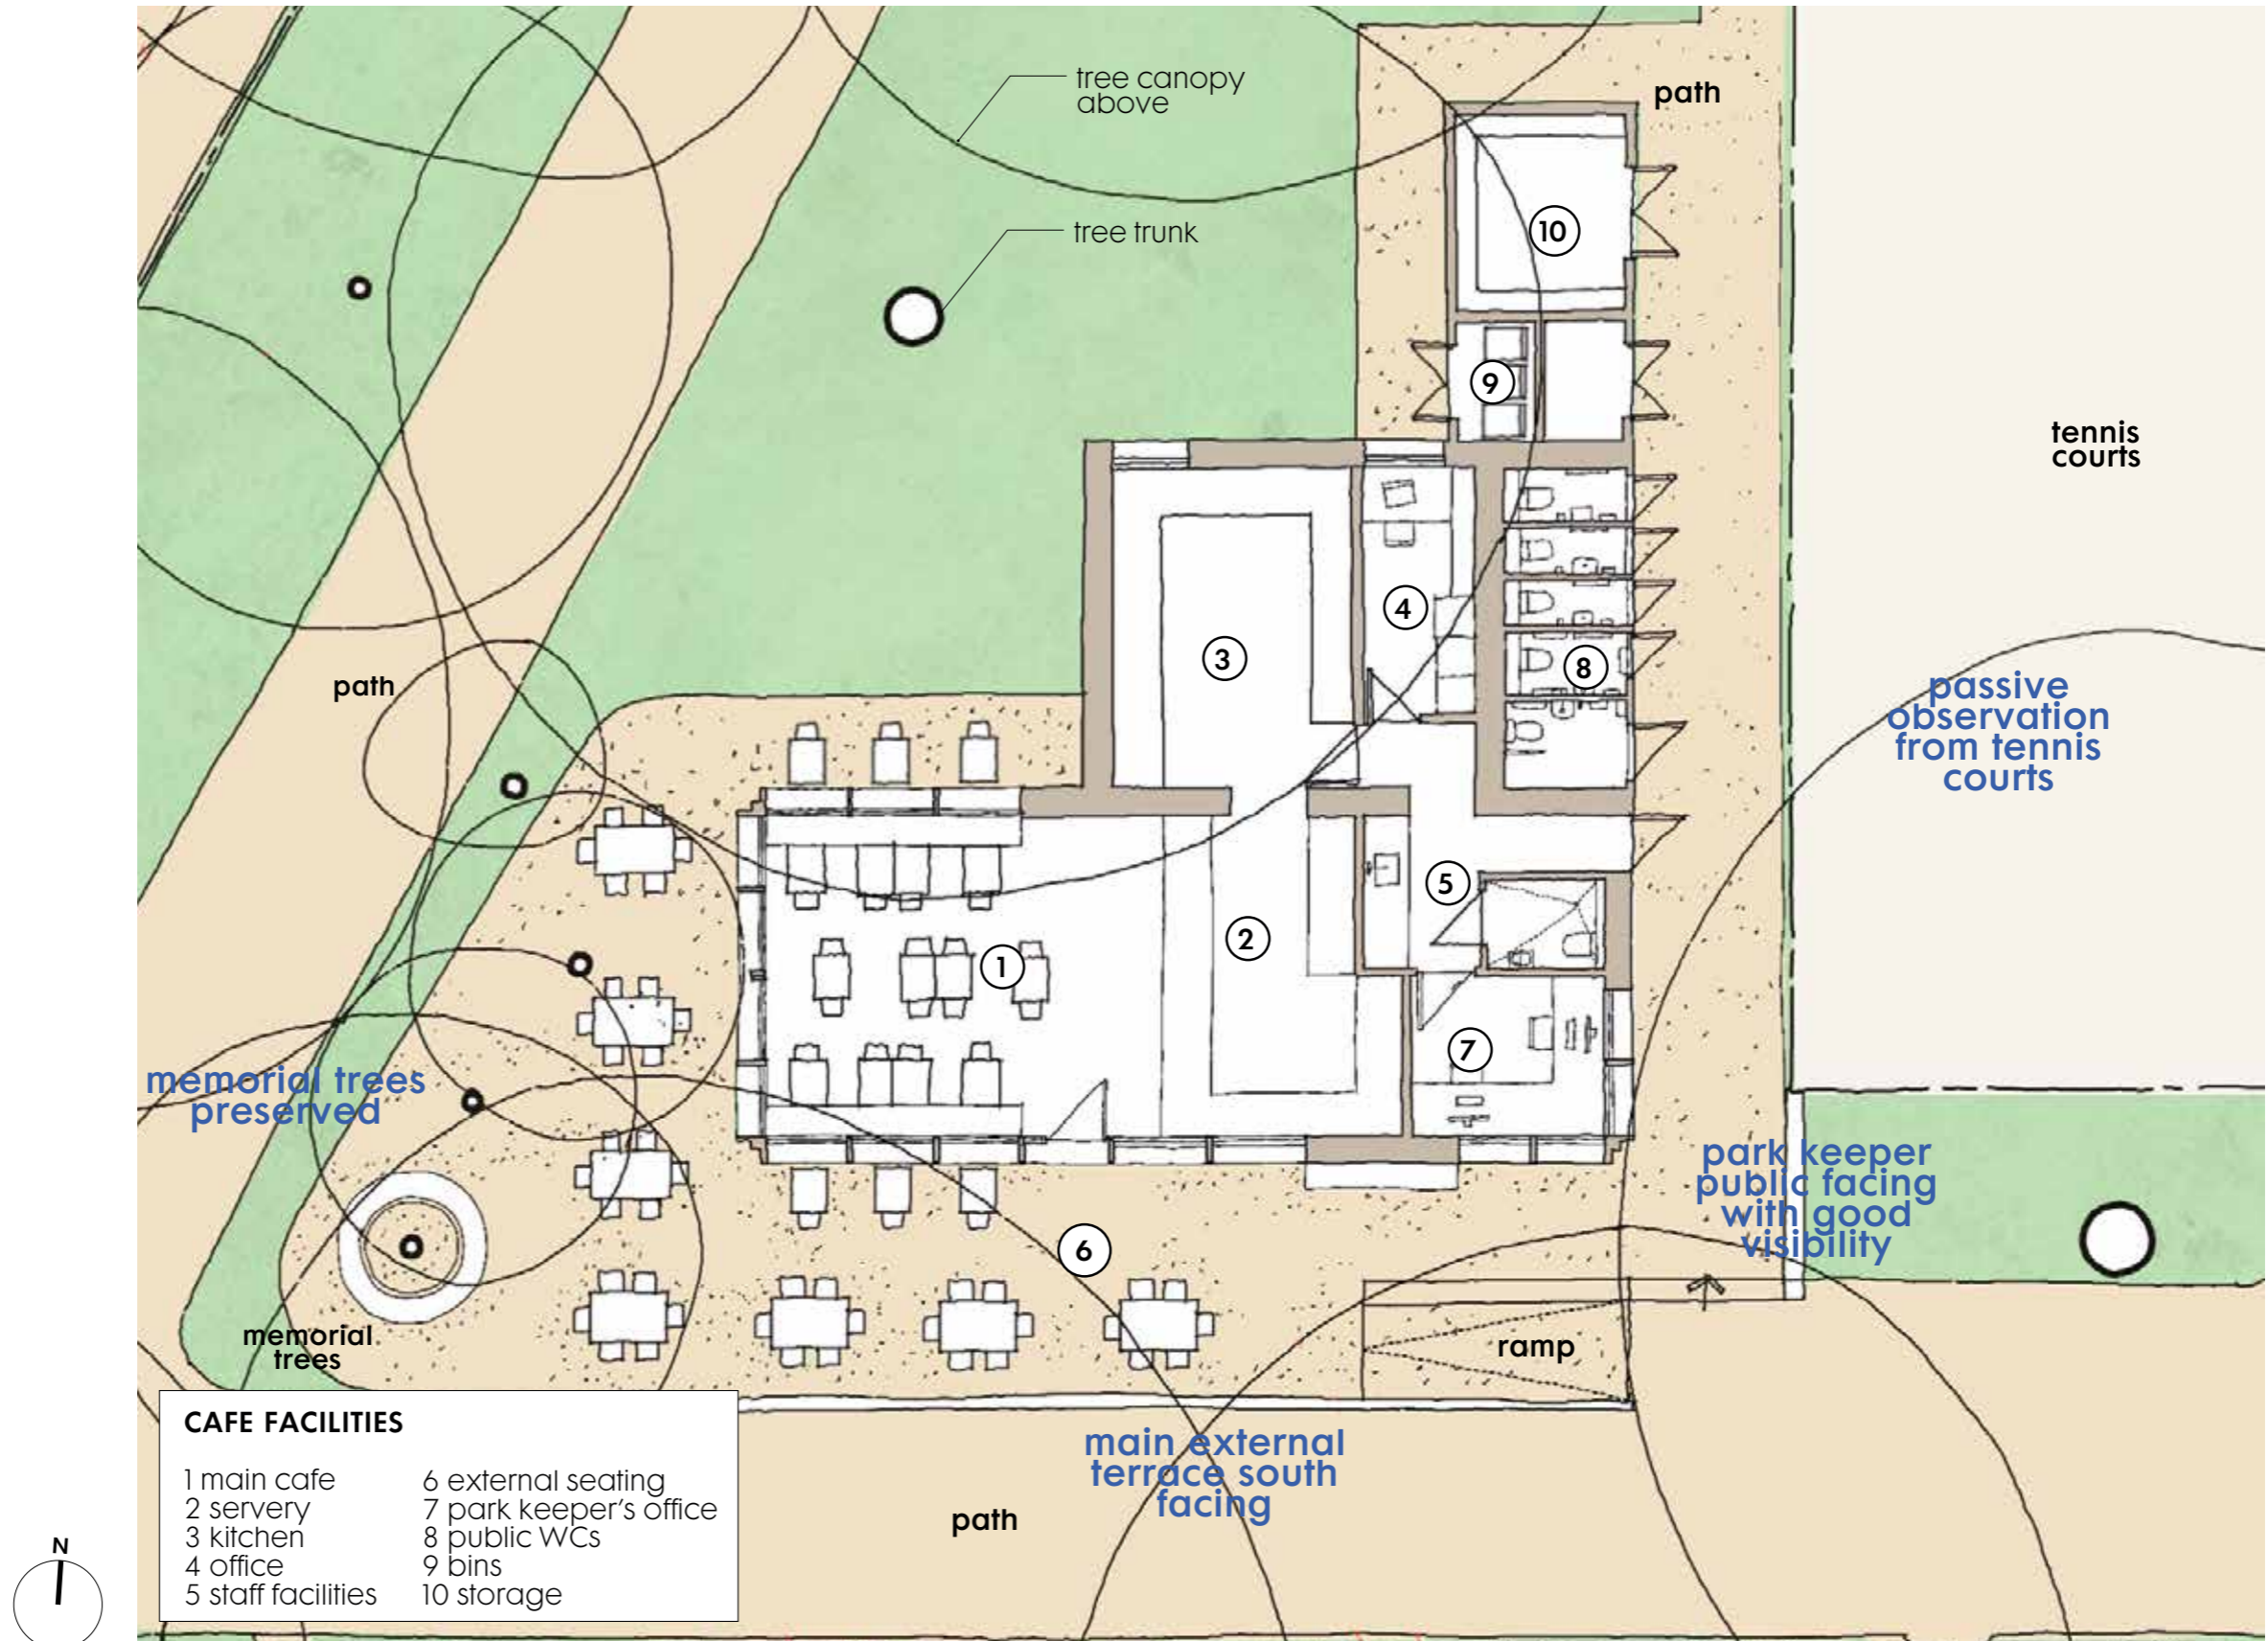 tree canopy
above
path
tree trunk
10
9
tennis
courts
4
3
8
path
passive
observation
from tennis
courts
5
2
1
7
memorial trees
preserved
park keeper
public facing
with good
visibility
6
memorial
trees
ramp
CAFE FACILITIES
1 main cafe
2 servery
3 kitchen
4 office
5 staff facilities
6 external seating
7 park keeper's office
8 public WCs
9 bins
10 storage
main external
terrace south
facing
path
N